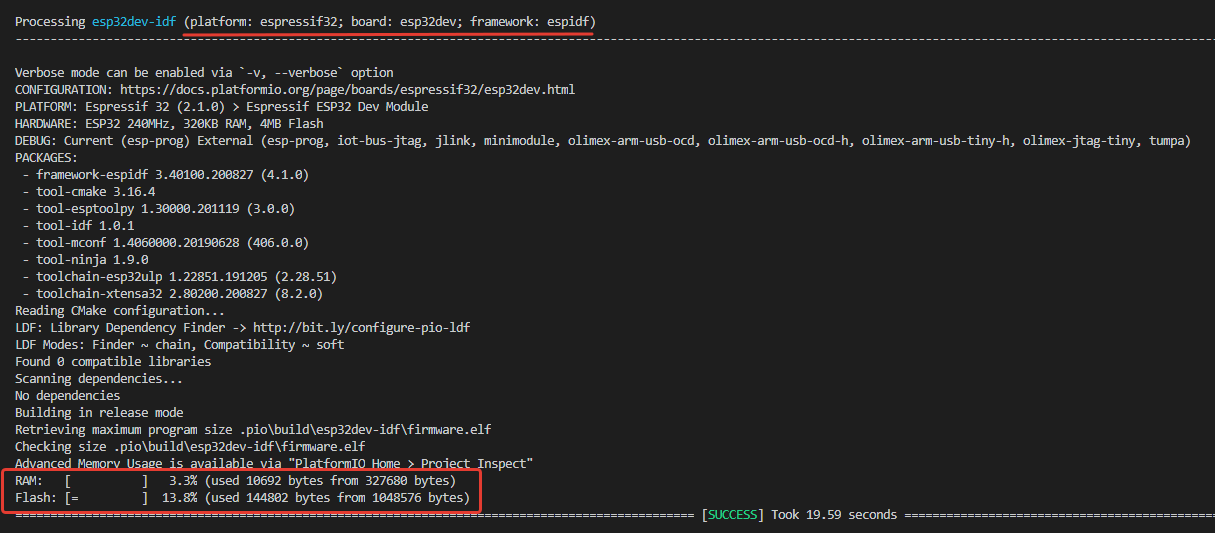 Processing esp32dev-idf (platform: espressif32; board: esp32dev; framework: espidf)
--------------------------------------------------------------------------------
Verbose mode can be enabled via `-v, --verbose` option
CONFIGURATION: https://docs.platformio.org/page/boards/espressif32/esp32dev.html
PLATFORM: Espressif 32 (2.1.0) > Espressif ESP32 Dev Module
HARDWARE: ESP32 240MHz, 320KB RAM, 4MB Flash
DEBUG: Current (esp-prog) External (esp-prog, iot-bus-jtag, jlink, minimodule, olimex-arm-usb-ocd, olimex-arm-usb-ocd-h, olimex-arm-usb-tiny-h, olimex-jtag-tiny, tumpa)
PACKAGES:
 - framework-espidf 3.40100.200827 (4.1.0)
 - tool-cmake 3.16.4
 - tool-esptoolpy 1.30000.201119 (3.0.0)
 - tool-idf 1.0.1
 - tool-mconf 1.4060000.20190628 (406.0.0)
 - tool-ninja 1.9.0
 - toolchain-esp32ulp 1.22851.191205 (2.28.51)
 - toolchain-xtensa32 2.80200.200827 (8.2.0)
Reading CMake configuration...
LDF: Library Dependency Finder -> http://bit.ly/configure-pio-ldf
LDF Modes: Finder ~ chain, Compatibility ~ soft
Found 0 compatible libraries
Scanning dependencies...
No dependencies
Building in release mode
Retrieving maximum program size .pio\build\esp32dev-idf\firmware.elf
Checking size .pio\build\esp32dev-idf\firmware.elf
Advanced Memory Usage is available via "PlatformIO Home > Project Inspect"
RAM:   [          ]   3.3% (used 10692 bytes from 327680 bytes)
Flash: [=         ]  13.8% (used 144802 bytes from 1048576 bytes)
================================ [SUCCESS] Took 19.59 seconds ================================